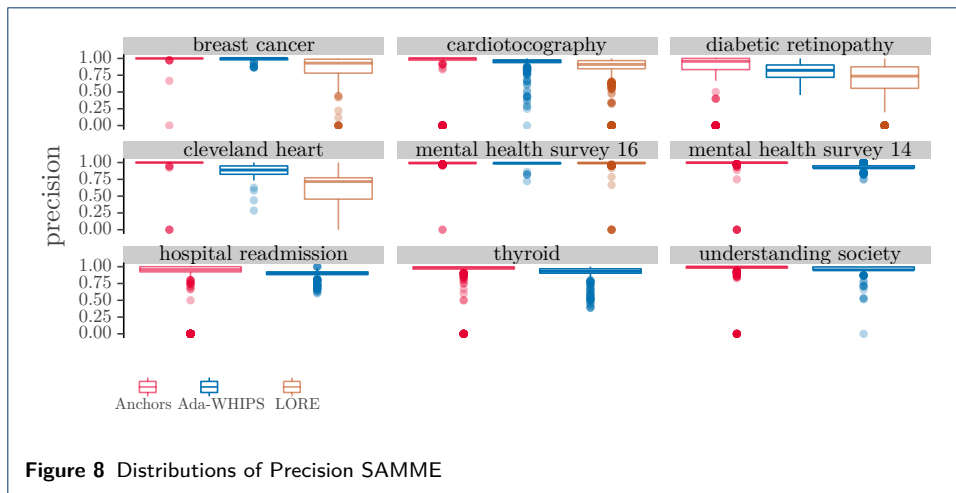 breast cancer cardiotocography diabetic retinopathy
1.00
0.75
0.50
0.25
0.00
cleveland heart mental health survey 16 mental health survey 14
1.00
0.75
0.50
0.25
0.00
precision
hospital readmission thyroid understanding society
1.00
0.75
0.50
0.25
0.00
Anchors Ada-WHIPS LORE
Figure 8 Distributions of Precision SAMME